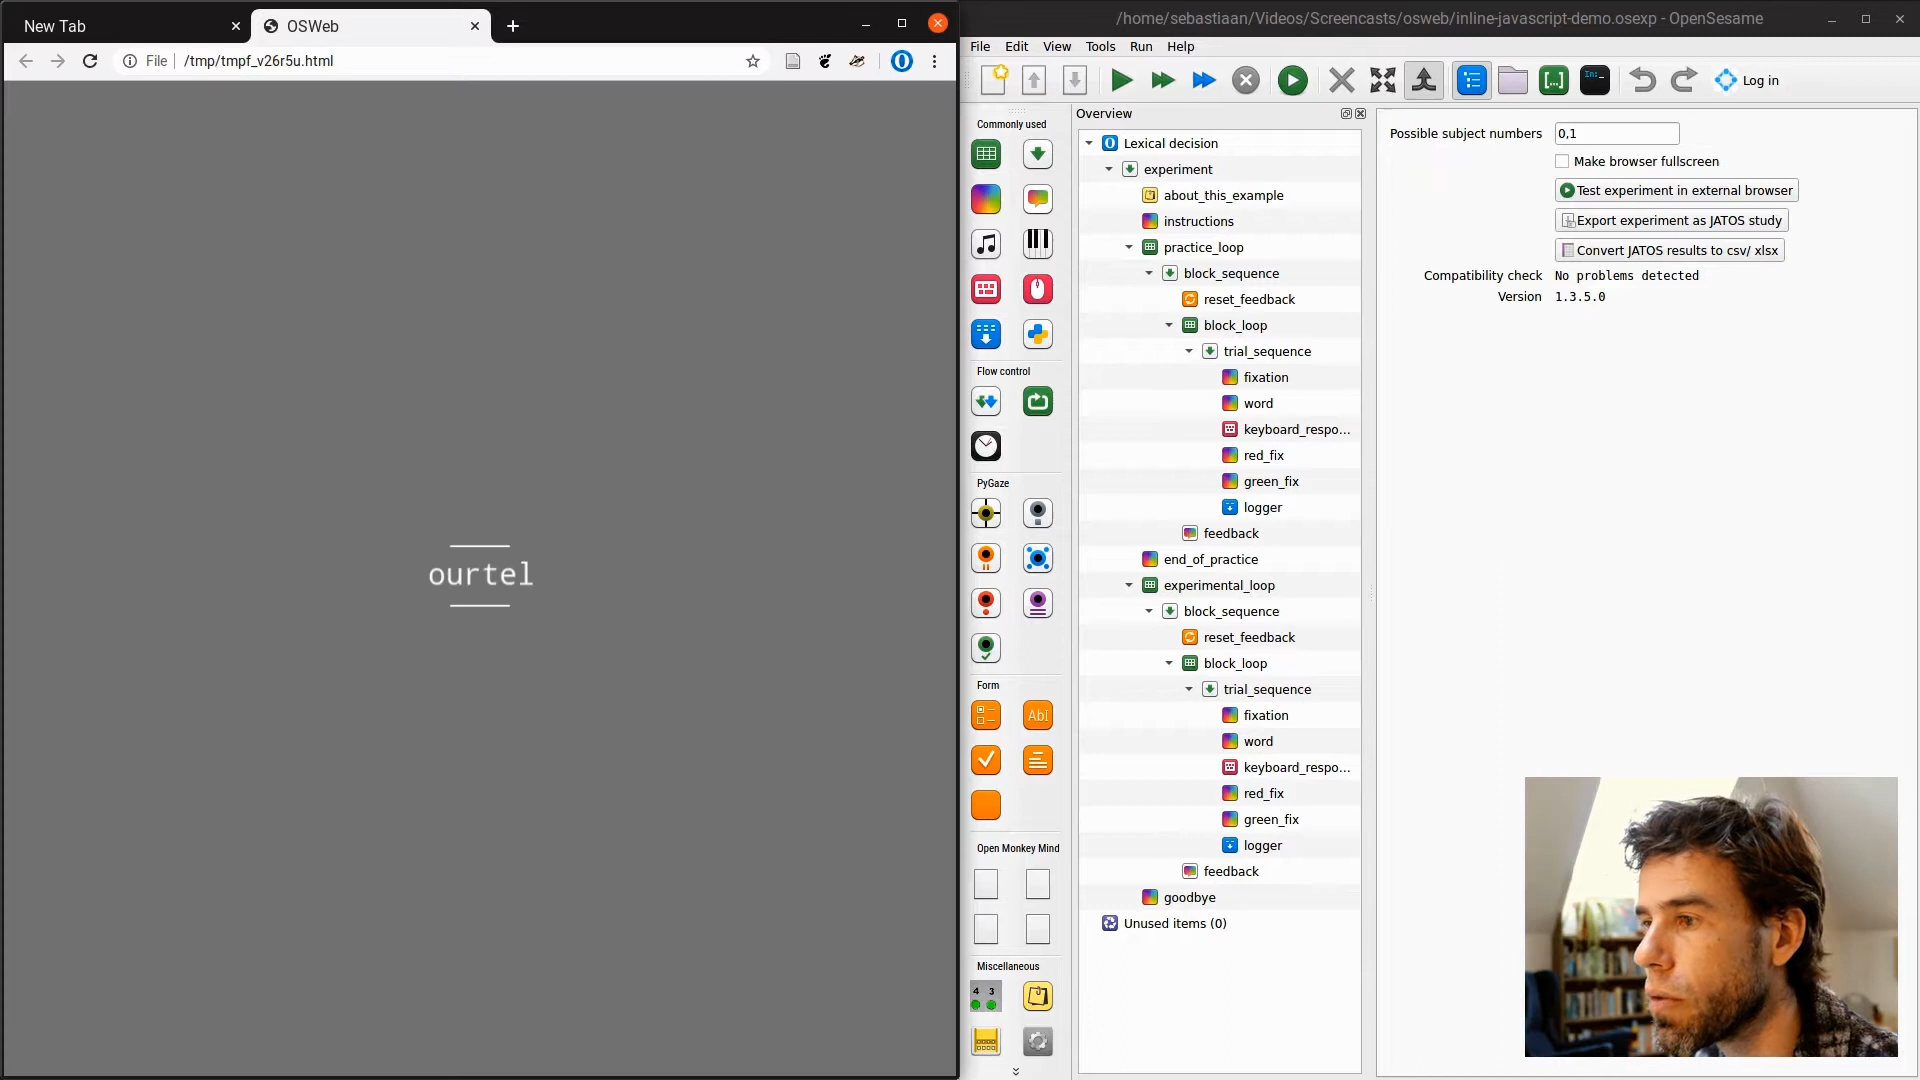 New Tab
OSWeb
File
/tmp/tmpf_v26r5u.html
ourtel
/home/sebastiaan/Videos/Screencasts/osweb/inline-javascript-demo.osexp - OpenSesame
File Edit View Tools Run Help
Log in
Commonly used
Flow control
PyGaze
Form
AbI
Open Monkey Mind
Miscellaneous
4 3
Overview
Lexical decision
experiment
about_this_example
instructions
practice_loop
block_sequence
reset_feedback
block_loop
trial_sequence
fixation
word
keyboard_respo...
red_fix
green_fix
logger
feedback
end_of_practice
experimental_loop
block_sequence
reset_feedback
block_loop
trial_sequence
fixation
word
keyboard_respo...
red_fix
green_fix
logger
feedback
goodbye
Unused items (0)
Possible subject numbers 0,1
Make browser fullscreen
Test experiment in external browser
Export experiment as JATOS study
Convert JATOS results to csv/ xlsx
Compatibility check No problems detected
Version 1.3.5.0